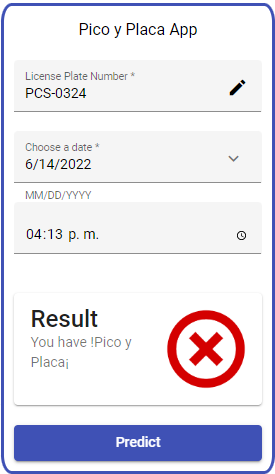 Pico y Placa App
License Plate Number *
PCS-0324
Choose a date *
6/14/2022
MM/DD/YYYY
04:13 p. m.
Result
You have !Pico y
Placa¡
Predict